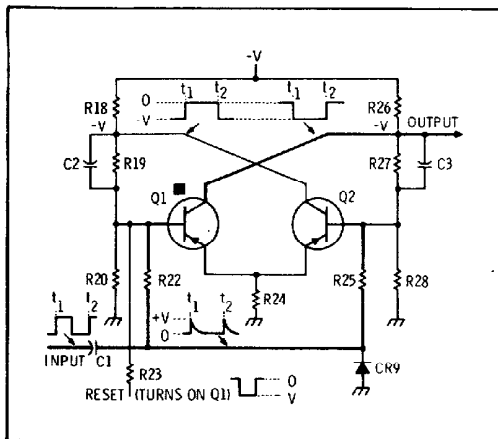 -V
t1 t2 t1 t2
R18 0 -V R26
-V -V OUTPUT
C2 R19 R27 C3
Q1 Q2
R20 R22 R24 R25 R28
t1 t2 t1 t2
+V
0
INPUT C1 CR9
R23
RESET (TURNS ON Q1) 0
V